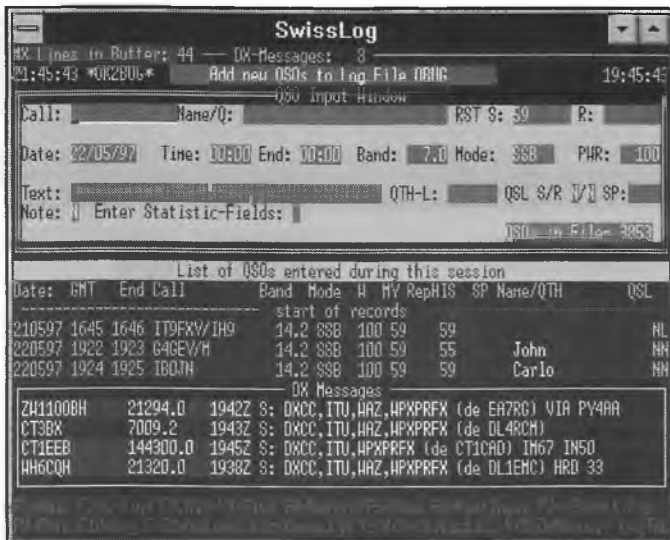 SwissLog
MX Lines in Buffer: 44 — DX-Messages: 8
21:45:43 *OK2BUG* Add new QSOs to log File OBUG 19:45:43
QSO Input Window
Call: Name/Q: RST S: 59 R:
Date: 22/05/97 Time: 00:00 End: 00:00 Band: 7.0 Mode: SSB PWR: 100
Text: QTH-L: QSL S/R / SP:
Note: Enter Statistic-Fields:
QSO in File= 3853
List of QSOs entered during this session
Date: GMT End Call Band Mode W MY RepHIS SP Name/QTH QSL
start of records
210597 1645 1646 IT9FXY/IH9 14.2 SSB 100 59 59 NL
220597 1922 1923 G4GEV/M 14.2 SSB 100 59 55 John NN
220597 1924 1925 I80JN 14.2 SSB 100 59 59 Carlo NN
DX Messages
ZW1100BH 21294.0 1942Z S: DXCC,ITU,WAZ,WPXPRFX (de EA7RG) VIA PY4AA
CT3BX 7009.2 1943Z S: DXCC,ITU,WAZ,WPXPRFX (de DL4RCM)
CT1EEB 144300.0 1945Z S: DXCC,ITU,WPXPRFX (de CT1CAD) IM67 IN50
WH6CQH 21320.0 1938Z S: DXCC,ITU,WAZ,WPXPRFX (de DL1EMC) HRD 33